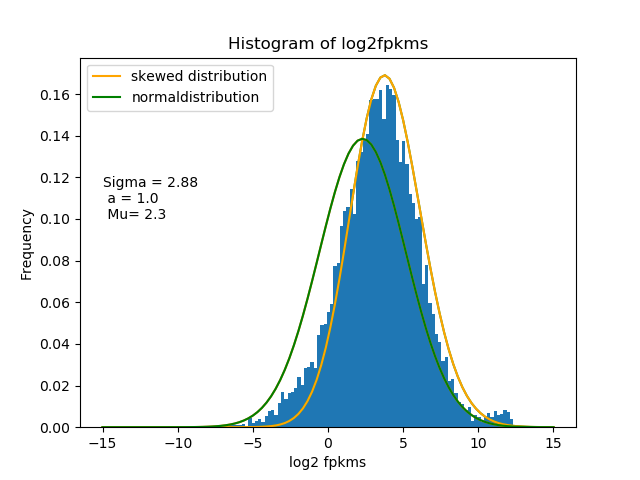 Histogram of log2fpkms
skewed distribution
normaldistribution
Sigma = 2.88
a = 1.0
Mu= 2.3
Frequency
0.16
0.14
0.12
0.10
0.08
0.06
0.04
0.02
0.00
−15 −10 −5 0 5 10 15
log2 fpkms